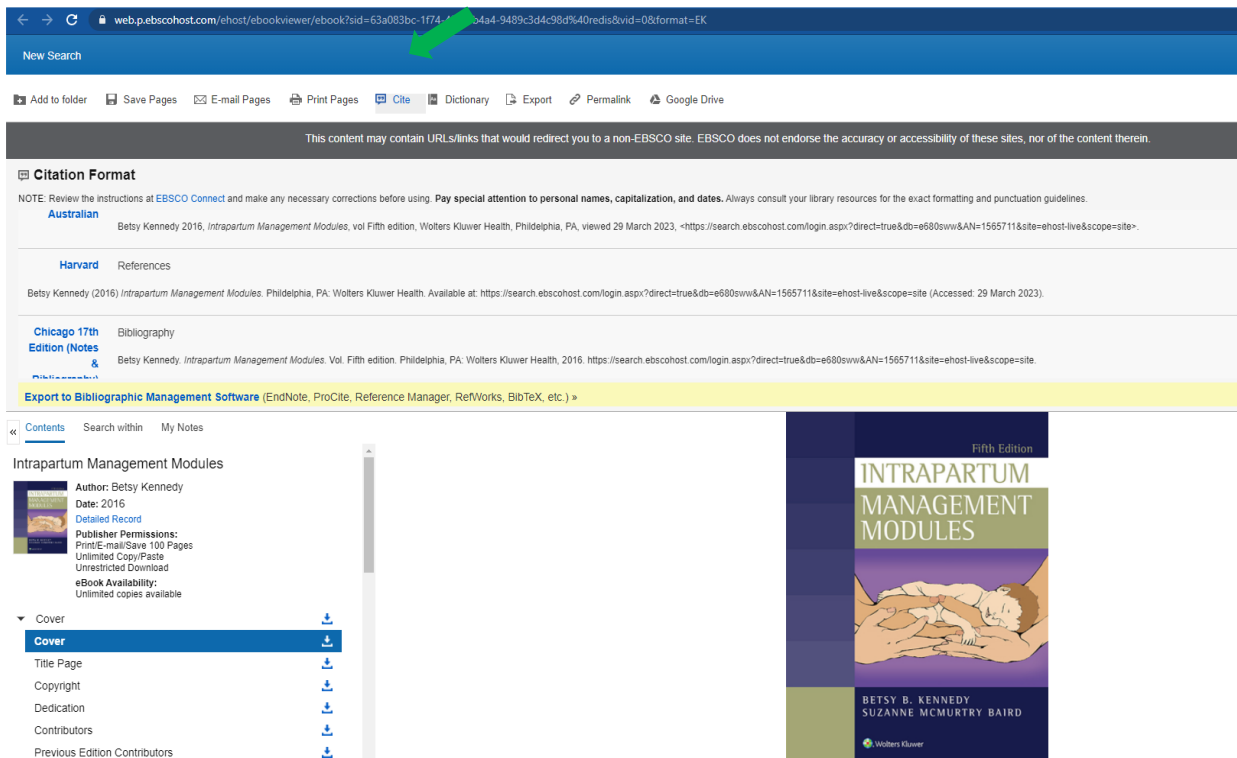 web.p.ebscohost.com/ehost/ebookviewer/ebook?sid=63a083bc-1f74- b4a4-9489c3d4c98d%40redis&vid=0&format=EK
New Search
Add to folder Save Pages E-mail Pages Print Pages Cite Dictionary Export Permalink Google Drive
This content may contain URLs/links that would redirect you to a non-EBSCO site. EBSCO does not endorse the accuracy or accessibility of these sites, nor of the content therein.
Citation Format
NOTE: Review the instructions at EBSCO Connect and make any necessary corrections before using. Pay special attention to personal names, capitalization, and dates. Always consult your library resources for the exact formatting and punctuation guidelines.
Australian
Betsy Kennedy 2016, Intrapartum Management Modules, vol Fifth edition, Wolters Kluwer Health, Phildelphia, PA, viewed 29 March 2023, <https://search.ebscohost.com/login.aspx?direct=true&db=e680sww&AN=1565711&site=ehost-live&scope=site>.
Harvard References
Betsy Kennedy (2016) Intrapartum Management Modules. Phildelphia, PA: Wolters Kluwer Health. Available at: https://search.ebscohost.com/login.aspx?direct=true&db=e680sww&AN=1565711&site=ehost-live&scope=site (Accessed: 29 March 2023).
Chicago 17th Bibliography
Edition (Notes
&
Betsy Kennedy. Intrapartum Management Modules. Vol. Fifth edition. Phildelphia, PA: Wolters Kluwer Health, 2016. https://search.ebscohost.com/login.aspx?direct=true&db=e680sww&AN=1565711&site=ehost-live&scope=site.
Bibliography)
Export to Bibliographic Management Software (EndNote, ProCite, Reference Manager, RefWorks, BibTeX, etc.) »
« Contents Search within My Notes
Intrapartum Management Modules
Author: Betsy Kennedy
Date: 2016
Detailed Record
Publisher Permissions:
Print/E-mail/Save 100 Pages
Unlimited Copy/Paste
Unrestricted Download
eBook Availability:
Unlimited copies available
Cover
Cover
Title Page
Copyright
Dedication
Contributors
Previous Edition Contributors
Fifth Edition
INTRAPARTUM
MANAGEMENT
MODULES
BETSY B. KENNEDY
SUZANNE MCMURTRY BAIRD
Wolters Kluwer